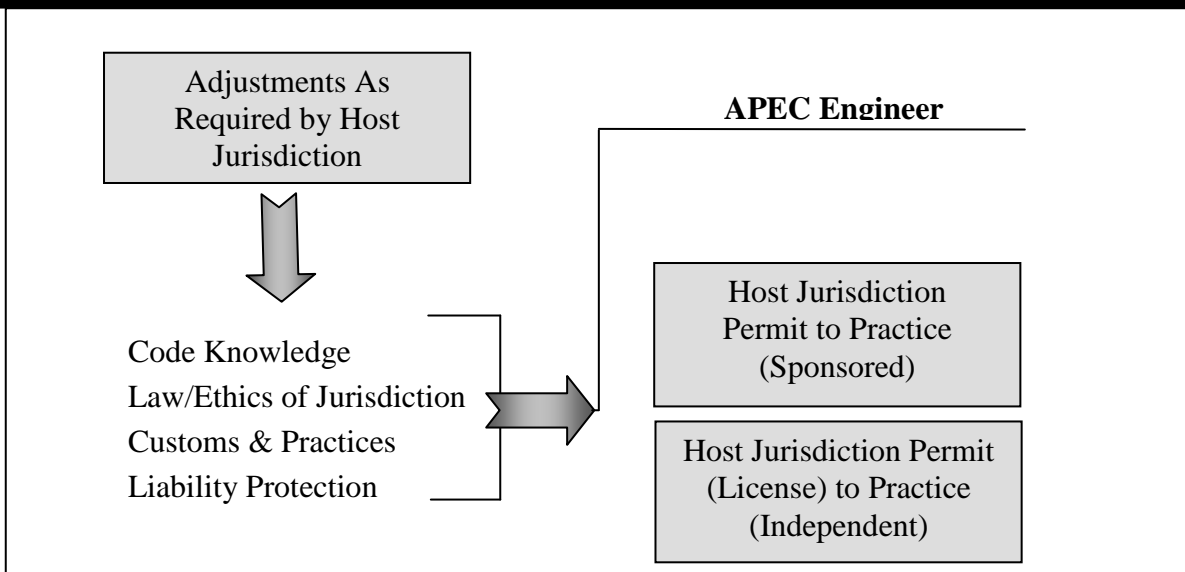 Adjustments As
Required by Host
Jurisdiction
APEC Engineer
Code Knowledge
Law/Ethics of Jurisdiction
Customs & Practices
Liability Protection
Host Jurisdiction
Permit to Practice
(Sponsored)
Host Jurisdiction Permit
(License) to Practice
(Independent)